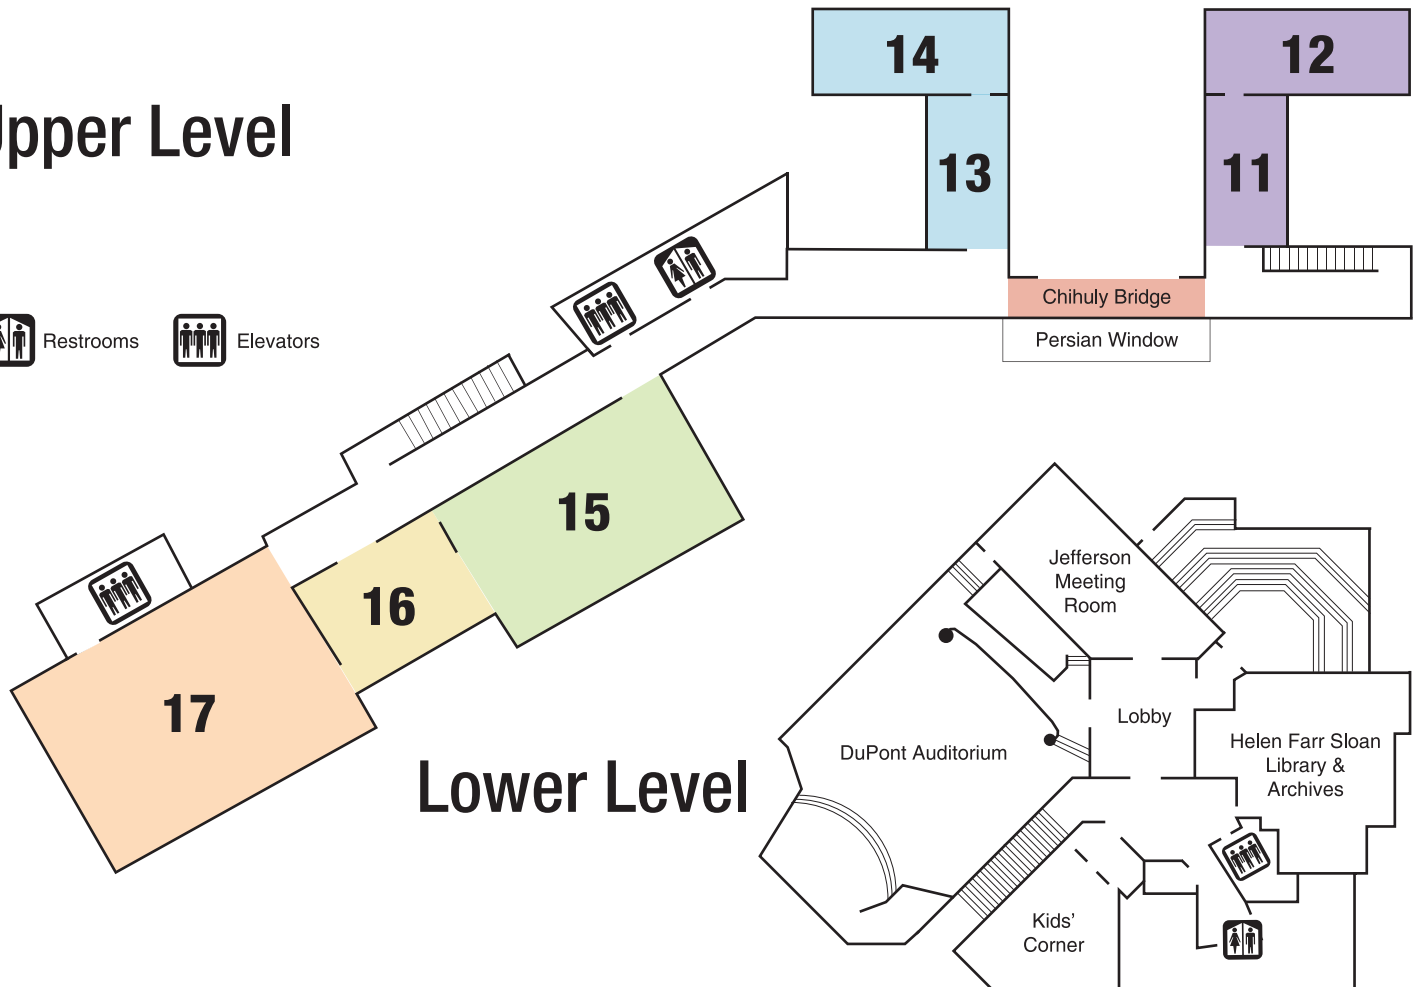 14
12
Upper Level
13
11
Chihuly Bridge
Persian Window
Restrooms
Elevators
15
16
17
Jefferson
Meeting
Room
Lobby
DuPont Auditorium
Helen Farr Sloan
Library &
Archives
Lower Level
Kids'
Corner